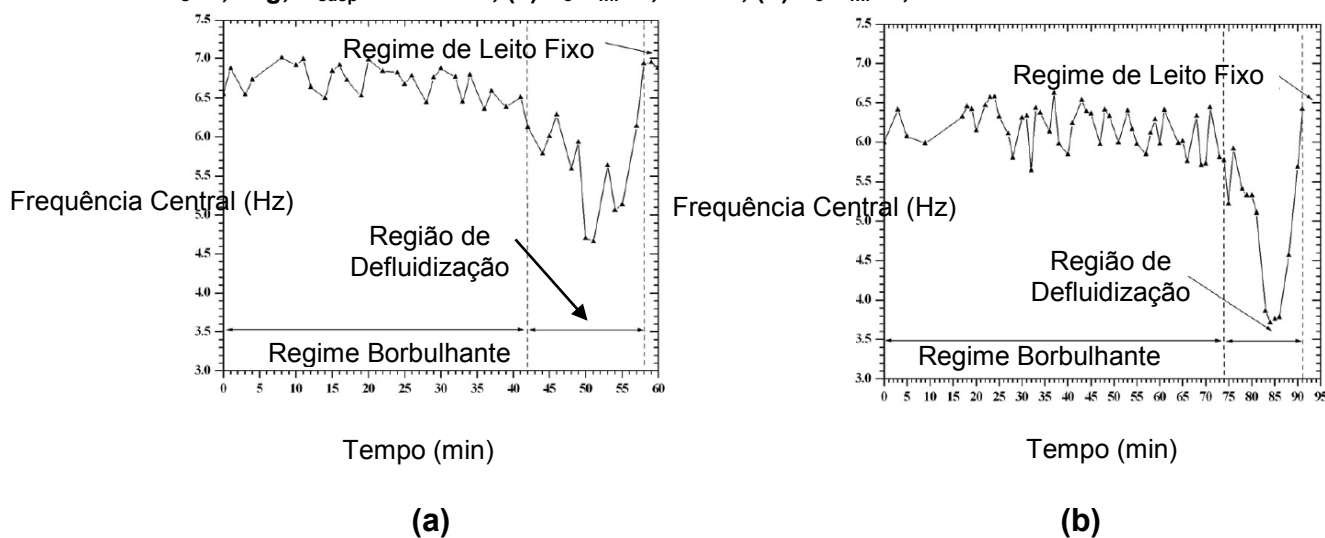 Regime de Leito Fixo
Frequência Central (Hz)
Região de
Defluidização
Regime Borbulhante
7.5
7.0
6.5
6.0
5.5
5.0
4.5
4.0
3.5
3.0
0 5 10 15 20 25 30 35 40 45 50 55 60
Tempo (min)
(a)
Regime de Leito Fixo
Frequência Central (Hz)
Região de
Defluidização
Regime Borbulhante
7.5
7.0
6.5
6.0
5.5
5.0
4.5
4.0
3.5
3.0
0 5 10 15 20 25 30 35 40 45 50 55 60 65 70 75 80 85 90 95
Tempo (min)
(b)